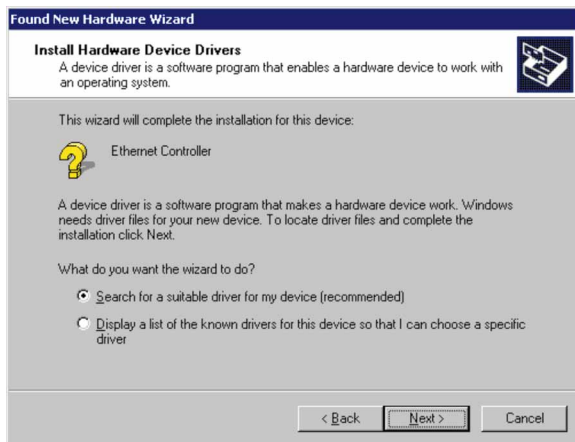 Found New Hardware Wizard
Install Hardware Device Drivers
A device driver is a software program that enables a hardware device to work with
an operating system.
This wizard will complete the installation for this device:
Ethernet Controller
A device driver is a software program that makes a hardware device work. Windows
needs driver files for your new device. To locate driver files and complete the
installation click Next.
What do you want the wizard to do?
Search for a suitable driver for my device (recommended)
Display a list of the known drivers for this device so that I can choose a specific
driver
< Back
Next >
Cancel